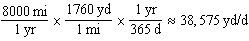 8000 mi / 1 yr × 1760 yd / 1 mi × 1 yr / 365 d ≈ 38,575 yd/d